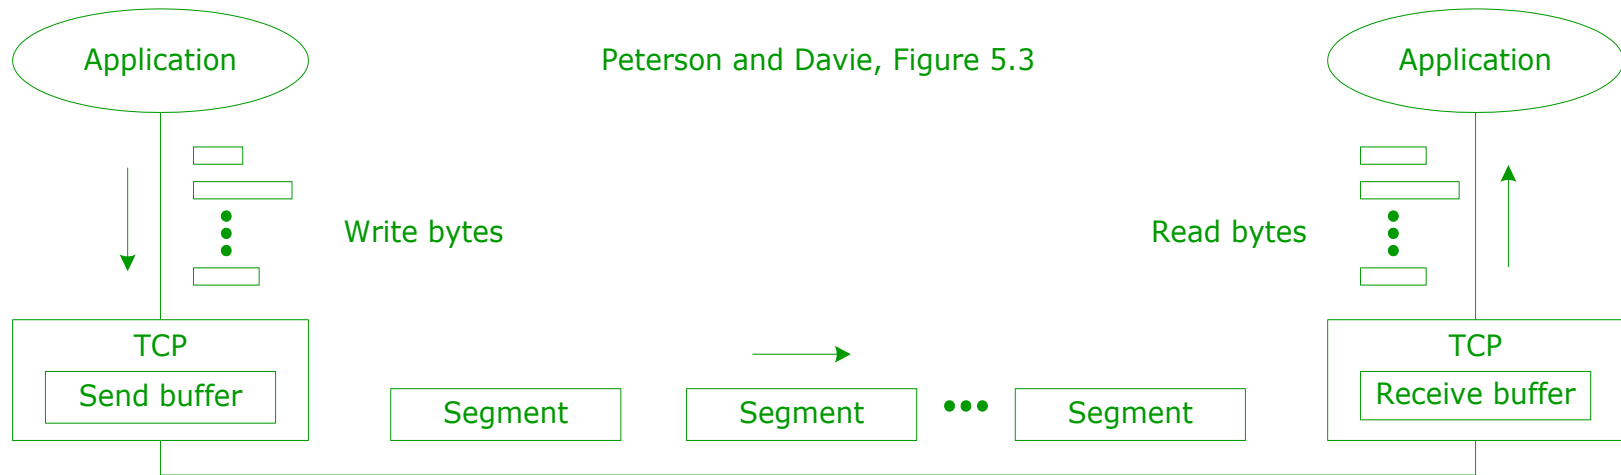 Application
Peterson and Davie, Figure 5.3
Application
Write bytes
Read bytes
TCP
Send buffer
Segment
Segment
Segment
TCP
Receive buffer